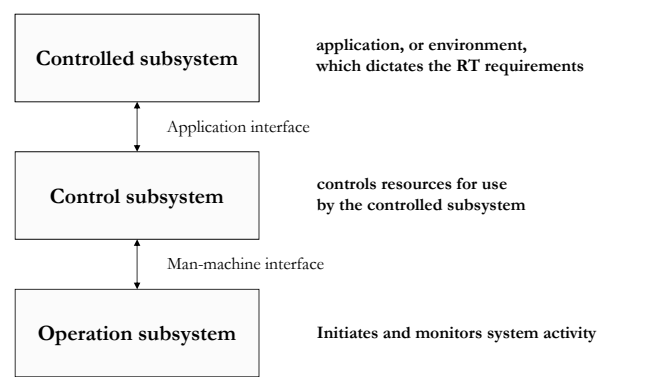 Controlled subsystem
application, or environment,
which dictates the RT requirements
Application interface
Control subsystem
controls resources for use
by the controlled subsystem
Man-machine interface
Operation subsystem
Initiates and monitors system activity